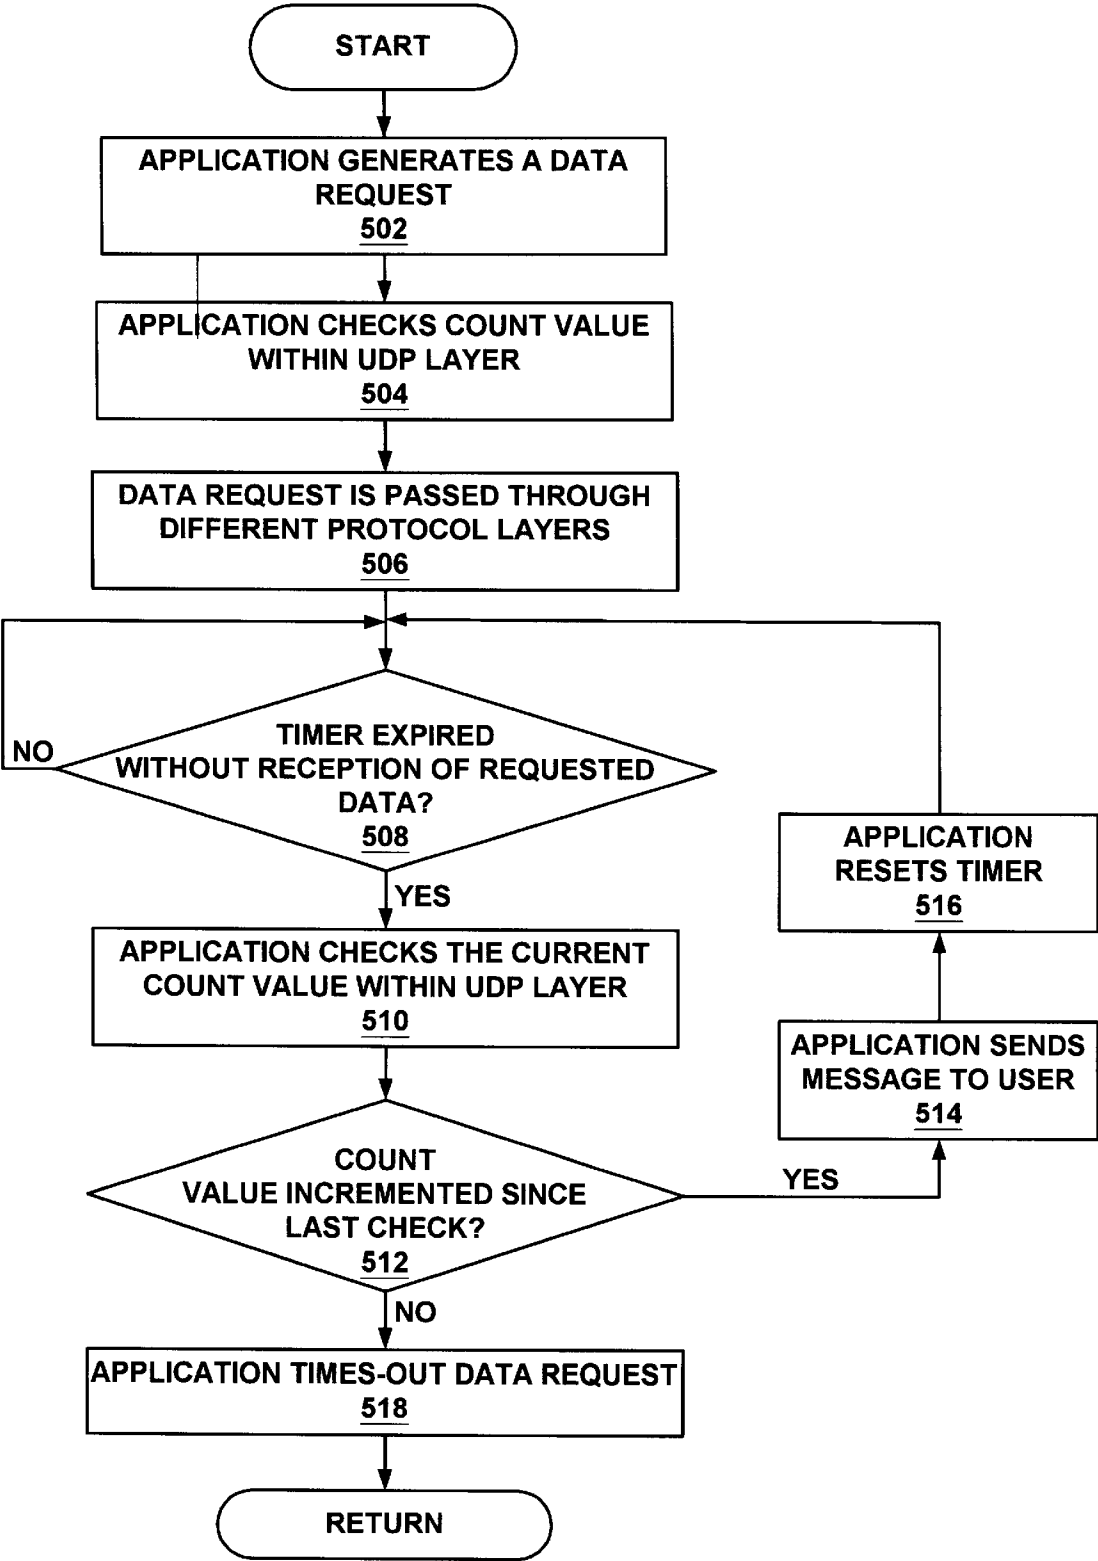 START
APPLICATION GENERATES A DATA
REQUEST
502
APPLICATION CHECKS COUNT VALUE
WITHIN UDP LAYER
504
DATA REQUEST IS PASSED THROUGH
DIFFERENT PROTOCOL LAYERS
506
NO
TIMER EXPIRED
WITHOUT RECEPTION OF REQUESTED
DATA?
508
YES
APPLICATION
RESETS TIMER
516
APPLICATION CHECKS THE CURRENT
COUNT VALUE WITHIN UDP LAYER
510
APPLICATION SENDS
MESSAGE TO USER
514
COUNT
VALUE INCREMENTED SINCE
LAST CHECK?
512
YES
NO
APPLICATION TIMES-OUT DATA REQUEST
518
RETURN